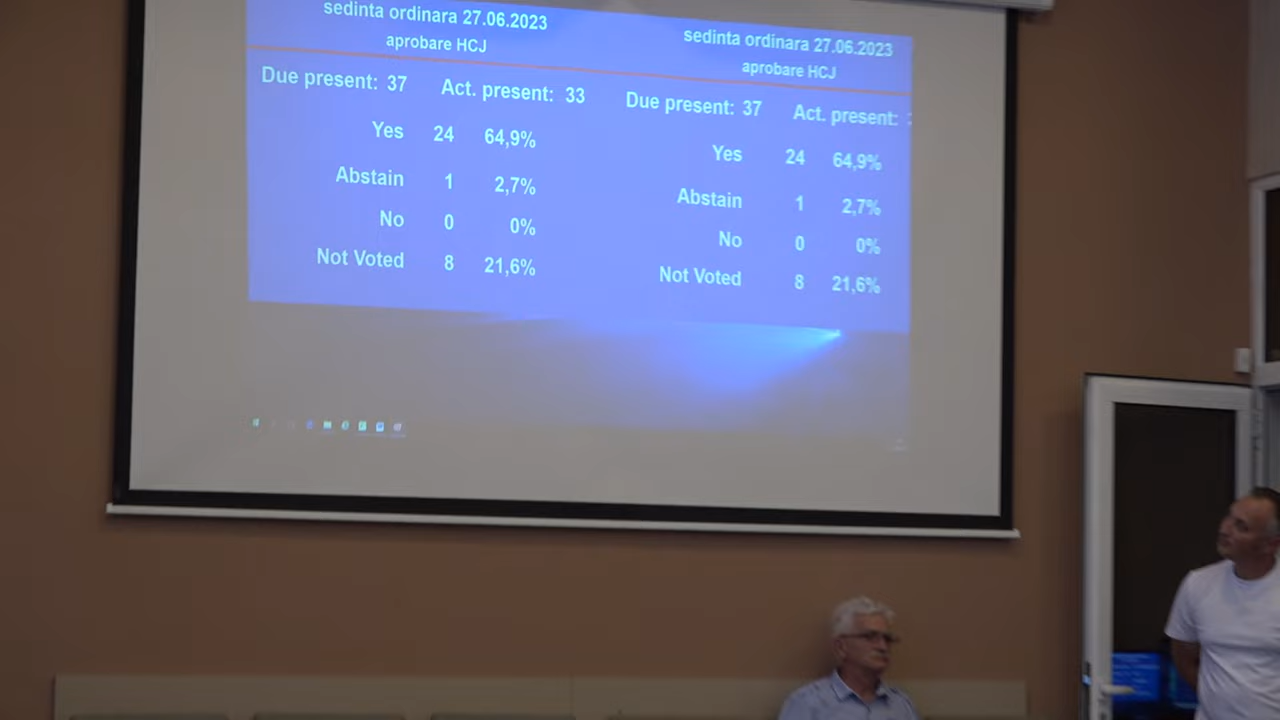 sedinta ordinara 27.06.2023
aprobare HCJ
Due present: 37 Act. present: 33
Yes 24 64,9%
Abstain 1 2,7%
No 0 0%
Not Voted 8 21,6%
sedinta ordinara 27.06.2023
aprobare HCJ
Due present: 37 Act. present:
Yes 24 64,9%
Abstain 1 2,7%
No 0 0%
Not Voted 8 21,6%